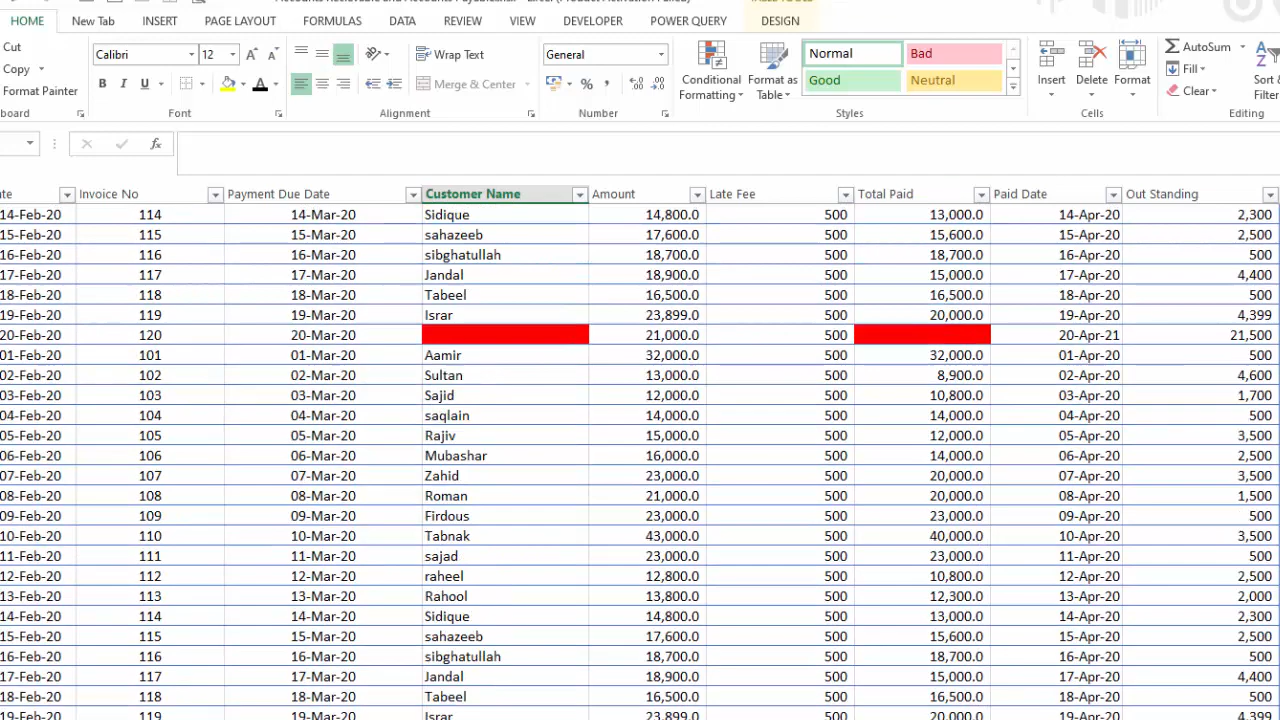 HOME New Tab INSERT PAGE LAYOUT FORMULAS DATA REVIEW VIEW DEVELOPER POWER QUERY DESIGN
Cut
Copy
Format Painter
Calibri 12
B I U
Wrap Text
Merge & Center
General
% ,
Conditional Formatting
Format as Table
Normal Bad
Good Neutral
Insert Delete Format
AutoSum
Fill
Clear
board Font Alignment Number Styles Cells Editing
fx
Invoice No Payment Due Date Customer Name Amount Late Fee Total Paid Paid Date Out Standing
14-Feb-20 114 14-Mar-20 Sidique 14,800.0 500 13,000.0 14-Apr-20 2,300
15-Feb-20 115 15-Mar-20 sahazeeb 17,600.0 500 15,600.0 15-Apr-20 2,500
16-Feb-20 116 16-Mar-20 sibghatullah 18,700.0 500 18,700.0 16-Apr-20 500
17-Feb-20 117 17-Mar-20 Jandal 18,900.0 500 15,000.0 17-Apr-20 4,400
18-Feb-20 118 18-Mar-20 Tabeel 16,500.0 500 16,500.0 18-Apr-20 500
19-Feb-20 119 19-Mar-20 Israr 23,899.0 500 20,000.0 19-Apr-20 4,399
20-Feb-20 120 20-Mar-20 21,000.0 500 20-Apr-21 21,500
01-Feb-20 101 01-Mar-20 Aamir 32,000.0 500 32,000.0 01-Apr-20 500
02-Feb-20 102 02-Mar-20 Sultan 13,000.0 500 8,900.0 02-Apr-20 4,600
03-Feb-20 103 03-Mar-20 Sajid 12,000.0 500 10,800.0 03-Apr-20 1,700
04-Feb-20 104 04-Mar-20 saqlain 14,000.0 500 14,000.0 04-Apr-20 500
05-Feb-20 105 05-Mar-20 Rajiv 15,000.0 500 12,000.0 05-Apr-20 3,500
06-Feb-20 106 06-Mar-20 Mubashar 16,000.0 500 14,000.0 06-Apr-20 2,500
07-Feb-20 107 07-Mar-20 Zahid 23,000.0 500 20,000.0 07-Apr-20 3,500
08-Feb-20 108 08-Mar-20 Roman 21,000.0 500 20,000.0 08-Apr-20 1,500
09-Feb-20 109 09-Mar-20 Firdous 23,000.0 500 23,000.0 09-Apr-20 500
10-Feb-20 110 10-Mar-20 Tabnak 43,000.0 500 40,000.0 10-Apr-20 3,500
11-Feb-20 111 11-Mar-20 sajad 23,000.0 500 23,000.0 11-Apr-20 500
12-Feb-20 112 12-Mar-20 raheel 12,800.0 500 10,800.0 12-Apr-20 2,500
13-Feb-20 113 13-Mar-20 Rahool 13,800.0 500 12,300.0 13-Apr-20 2,000
14-Feb-20 114 14-Mar-20 Sidique 14,800.0 500 13,000.0 14-Apr-20 2,300
15-Feb-20 115 15-Mar-20 sahazeeb 17,600.0 500 15,600.0 15-Apr-20 2,500
16-Feb-20 116 16-Mar-20 sibghatullah 18,700.0 500 18,700.0 16-Apr-20 500
17-Feb-20 117 17-Mar-20 Jandal 18,900.0 500 15,000.0 17-Apr-20 4,400
18-Feb-20 118 18-Mar-20 Tabeel 16,500.0 500 16,500.0 18-Apr-20 500
19-Feb-20 119 19-Mar-20 Israr 23,899.0 500 20,000.0 19-Apr-20 4,399